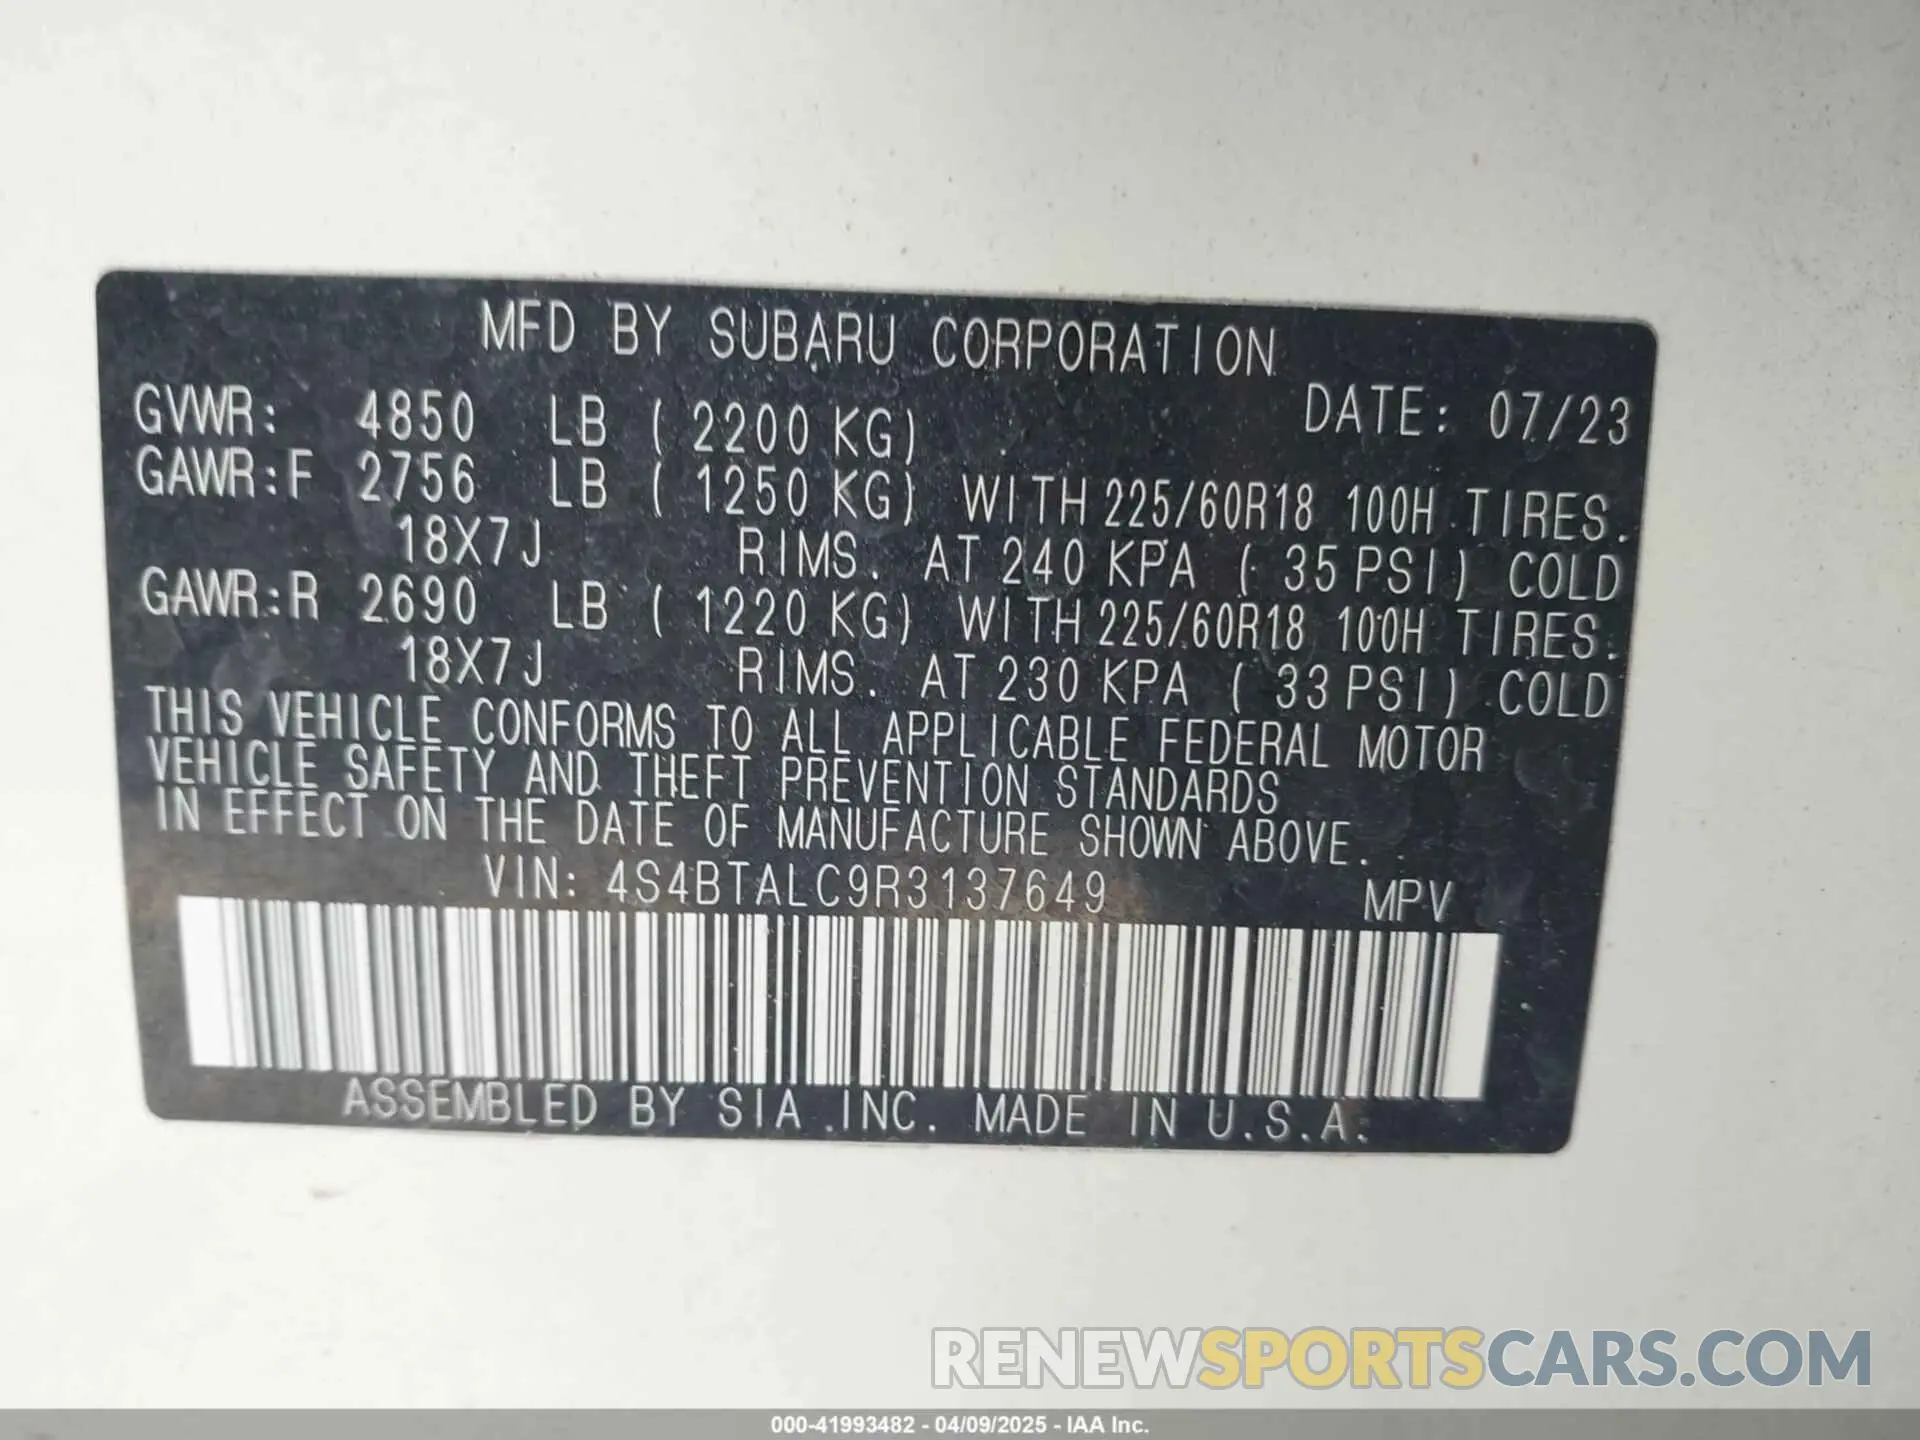 MFD BY SUBARU CORPORATION
GVWR: 4850 LB ( 2200 KG) DATE: 07/23
GAWR:F 2756 LB ( 1250 KG) WITH 225/60R18 100H TIRES.
18X7J RIMS. AT 240 KPA ( 35 PSI) COLD
GAWR:R 2690 LB ( 1220 KG) WITH 225/60R18 100H TIRES.
18X7J RIMS. AT 230 KPA ( 33 PSI) COLD
THIS VEHICLE CONFORMS TO ALL APPLICABLE FEDERAL MOTOR
VEHICLE SAFETY AND THEFT PREVENTION STANDARDS
IN EFFECT ON THE DATE OF MANUFACTURE SHOWN ABOVE.
VIN: 4S4BTALC9R3137649 MPV
ASSEMBLED BY SIA INC. MADE IN U.S.A.
RENEWSPORTSCARS.COM
000-41993482 - 04/09/2025 - IAA Inc.